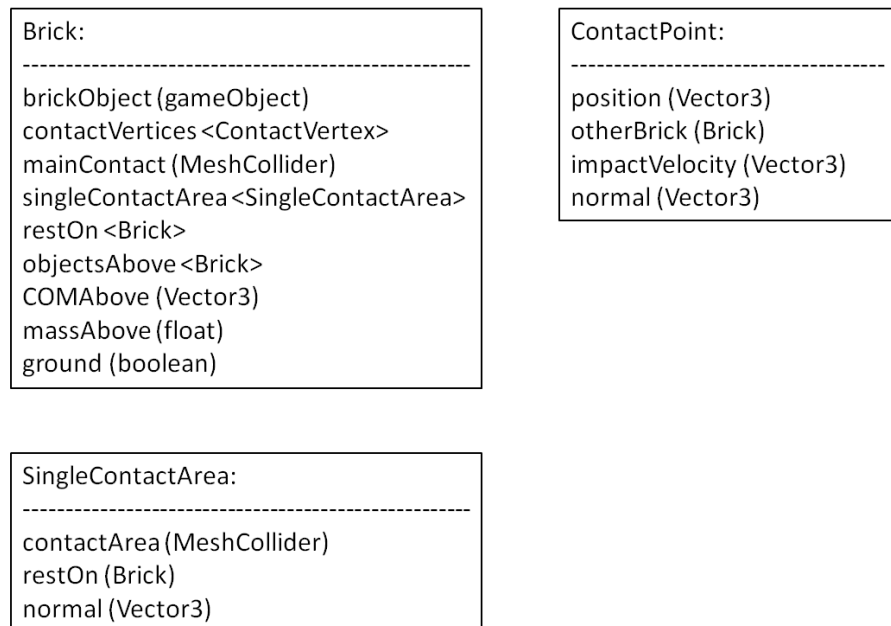 Brick:
-----------------------------------------------------
brickObject (gameObject)
contactVertices <ContactVertex>
mainContact (MeshCollider)
singleContactArea <SingleContactArea>
restOn <Brick>
objectsAbove <Brick>
COMAbove (Vector3)
massAbove (float)
ground (boolean)
ContactPoint:
-------------------------------------
position (Vector3)
otherBrick (Brick)
impactVelocity (Vector3)
normal (Vector3)
SingleContactArea:
-----------------------------------------------------
contactArea (MeshCollider)
restOn (Brick)
normal (Vector3)